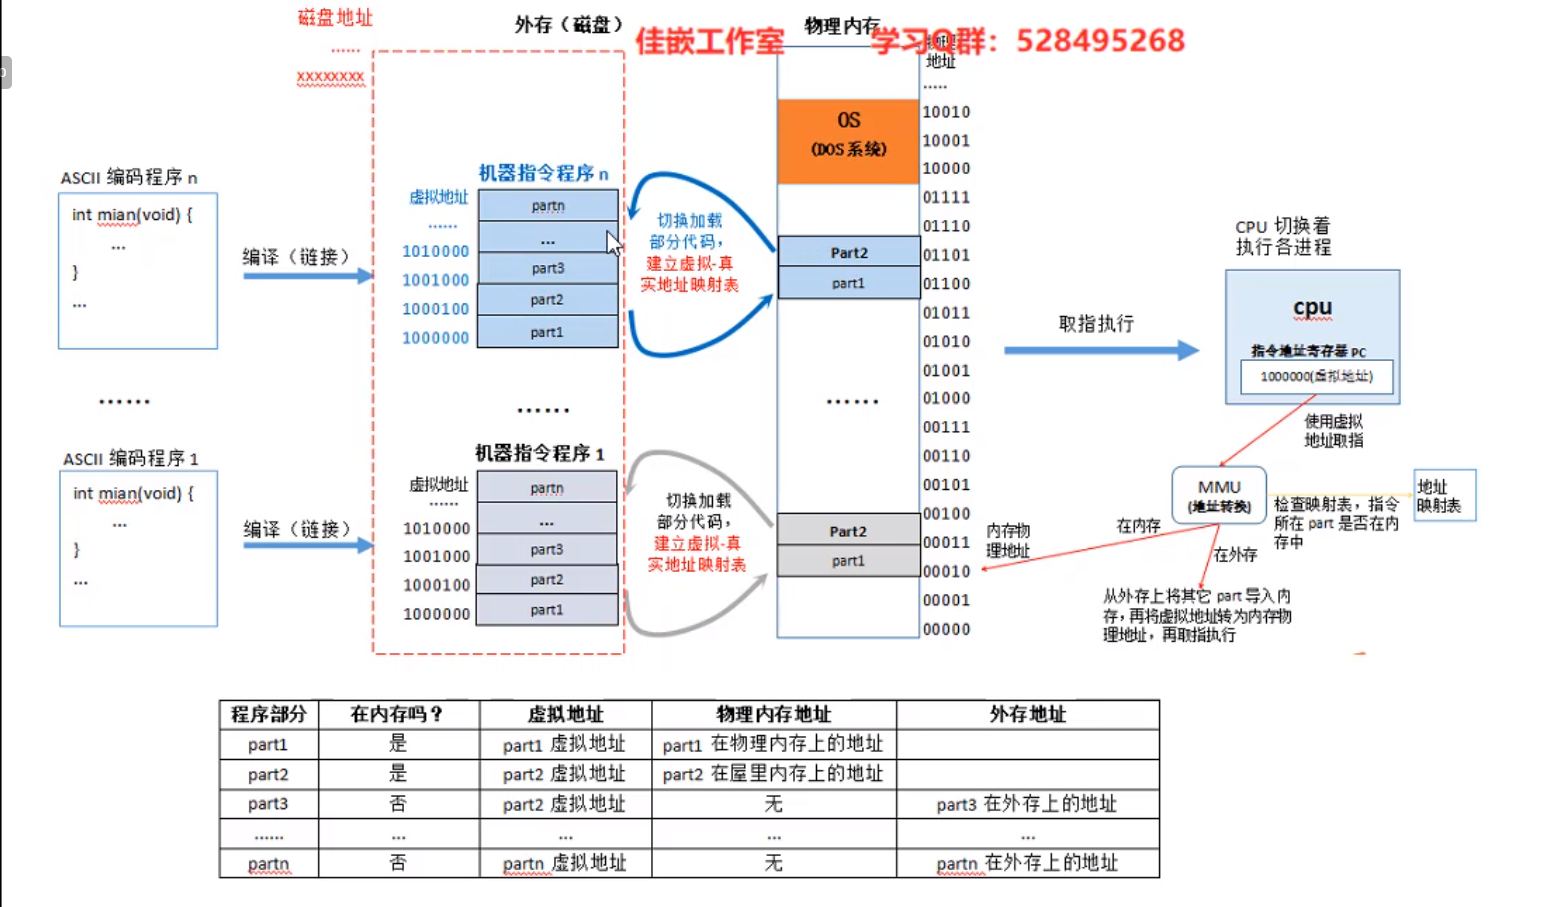 磁盘地址
......
xxxxxxxx
外存（磁盘）
物理内存
佳嵌工作室
学习Q群：528495268
地址
.....
10010
10001
10000
01111
01110
01101
01100
01011
01010
01001
01000
00111
00110
00101
00100
00011
00010
00001
00000
OS
(DOS系统)
Part2
part1
......
Part2
part1
ASCII 编码程序 n
int mian(void) {
...
}
...
编译（链接）
机器指令程序 n
虚拟地址
......
1010000
1001000
1000100
1000000
partn
...
part3
part2
part1
切换加载
部分代码，
建立虚拟-真
实地址映射表
......
......
ASCII 编码程序 1
int mian(void) {
...
}
...
编译（链接）
机器指令程序 1
虚拟地址
......
1010000
1001000
1000100
1000000
partn
...
part3
part2
part1
切换加载
部分代码，
建立虚拟-真
实地址映射表
取指执行
CPU 切换着
执行各进程
cpu
指令地址寄存器 PC
1000000(虚拟地址)
使用虚拟
地址取指
MMU
(地址转换)
检查映射表，指令
所在 part 是否在内
存中
地址
映射表
在内存
内存物
理地址
在外存
从外存上将其它 part 导入内
存，再将虚拟地址转为内存物
理地址，再取指执行
程序部分 在内存吗？ 虚拟地址 物理内存地址 外存地址
part1 是 part1 虚拟地址 part1 在物理内存上的地址
part2 是 part2 虚拟地址 part2 在屋里内存上的地址
part3 否 part2 虚拟地址 无 part3 在外存上的地址
...... ... ... ... ...
partn 否 partn 虚拟地址 无 partn 在外存上的地址